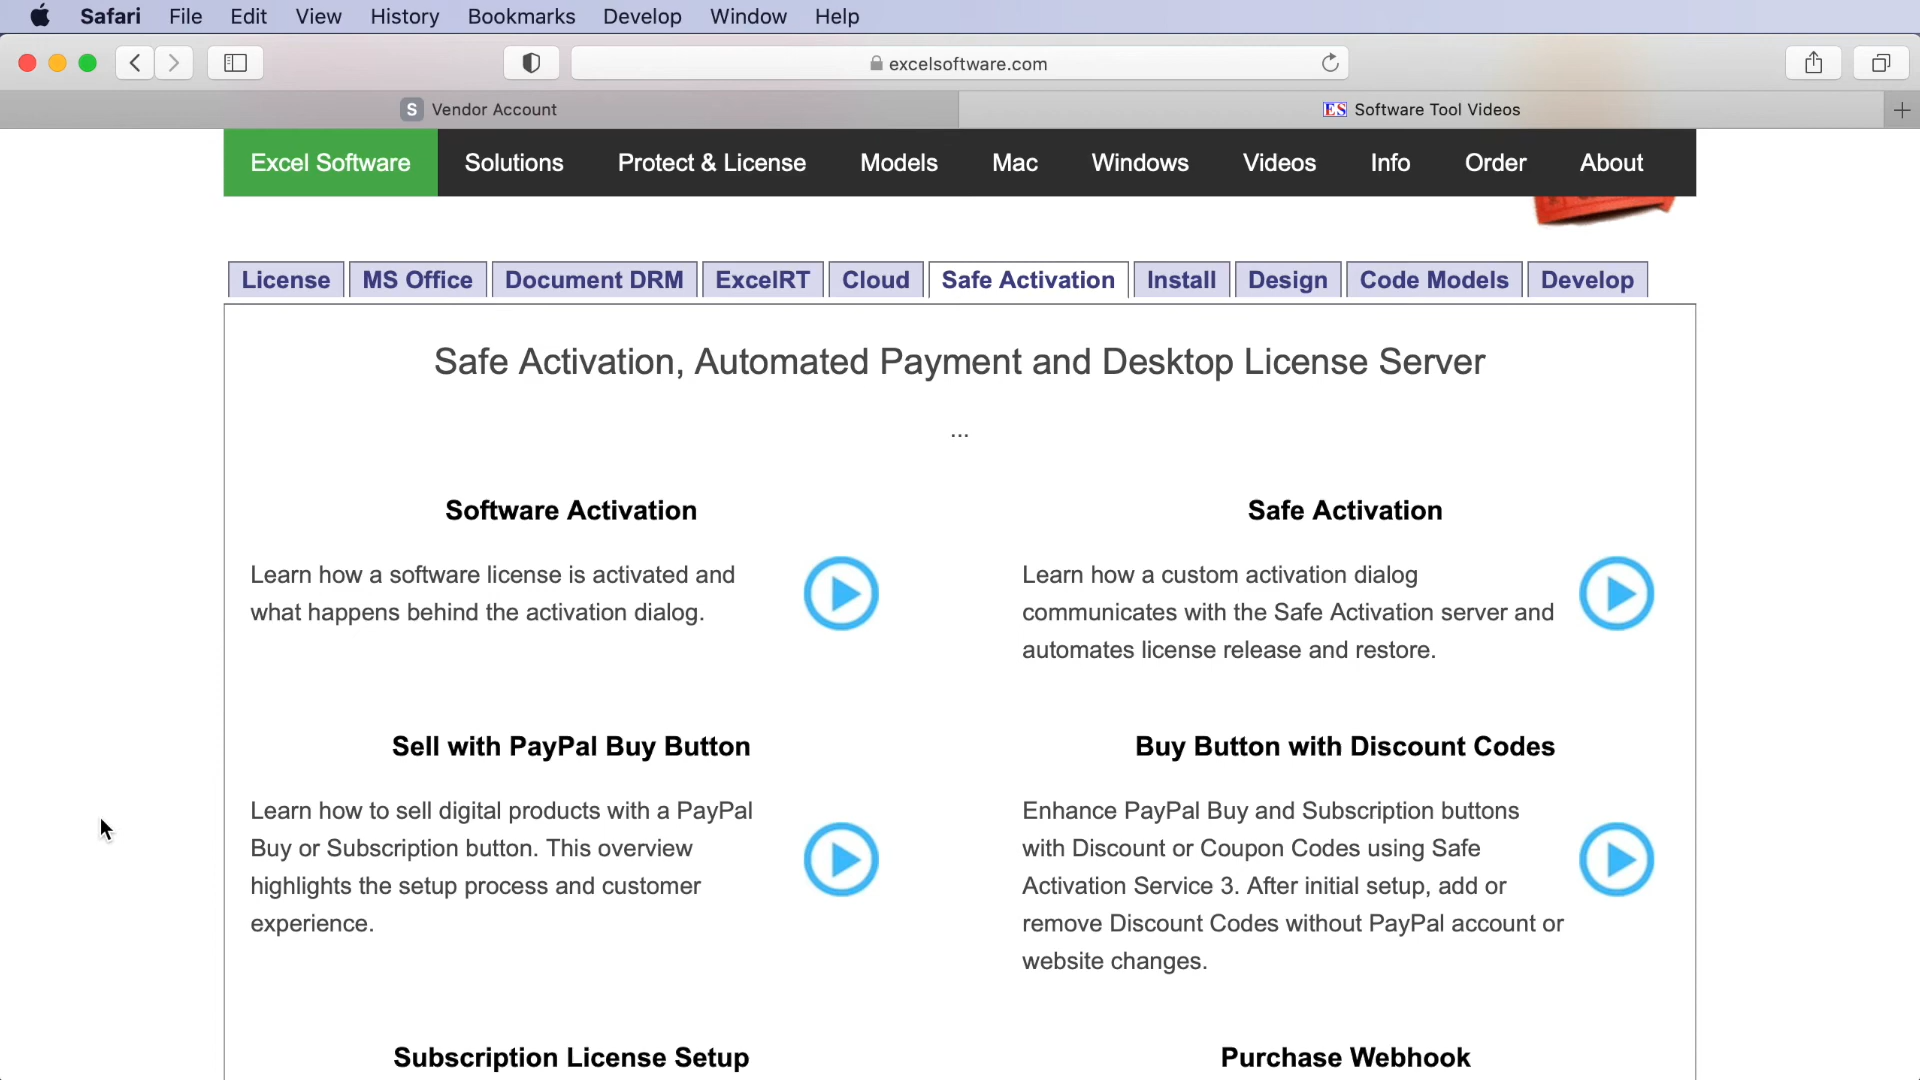 Safari File Edit View History Bookmarks Develop Window Help
excelsoftware.com
S Vendor Account
ES Software Tool Videos
Excel Software Solutions Protect & License Models Mac Windows Videos Info Order About
License MS Office Document DRM ExcelRT Cloud Safe Activation Install Design Code Models Develop
Safe Activation, Automated Payment and Desktop License Server
...
Software Activation
Learn how a software license is activated and
what happens behind the activation dialog.
Safe Activation
Learn how a custom activation dialog
communicates with the Safe Activation server and
automates license release and restore.
Sell with PayPal Buy Button
Learn how to sell digital products with a PayPal
Buy or Subscription button. This overview
highlights the setup process and customer
experience.
Buy Button with Discount Codes
Enhance PayPal Buy and Subscription buttons
with Discount or Coupon Codes using Safe
Activation Service 3. After initial setup, add or
remove Discount Codes without PayPal account or
website changes.
Subscription License Setup
Purchase Webhook